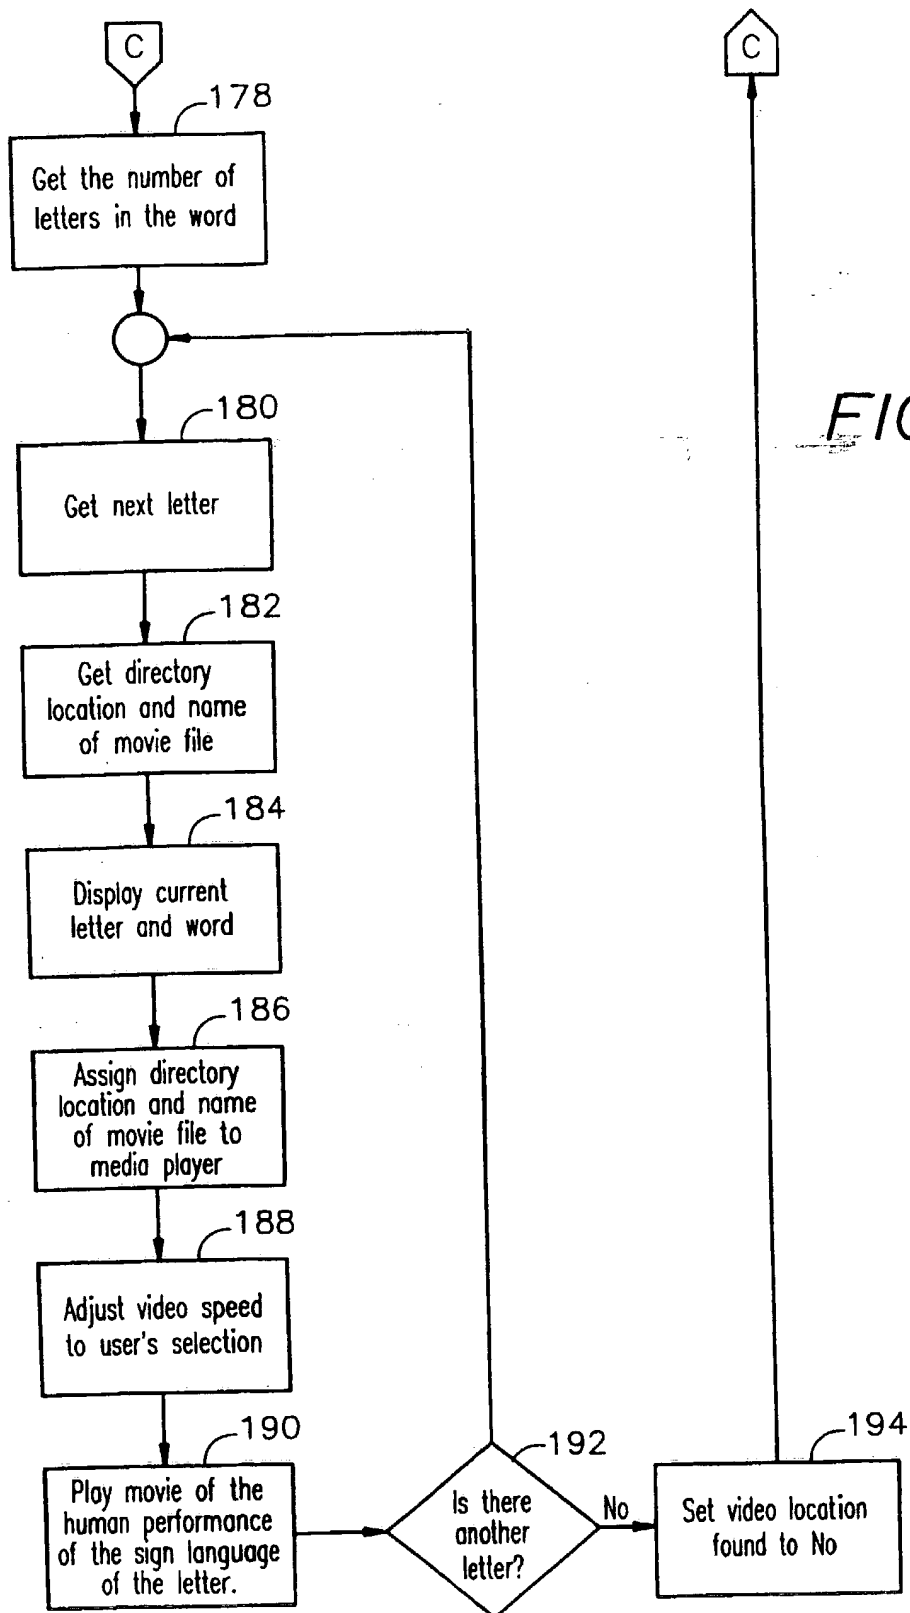 C
178
Get the number of
letters in the word
180
Get next letter
182
Get directory
location and name
of movie file
184
Display current
letter and word
186
Assign directory
location and name
of movie file to
media player
188
Adjust video speed
to user's selection
190
Play movie of the
human performance
of the sign language
of the letter.
192
Is there
another
letter?
No
194
Set video location
found to No
C
FIG